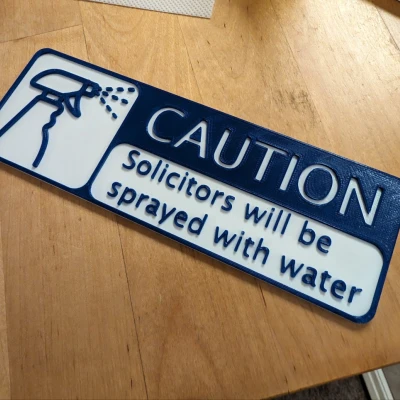 CAUTION
Solicitors will be
sprayed with water